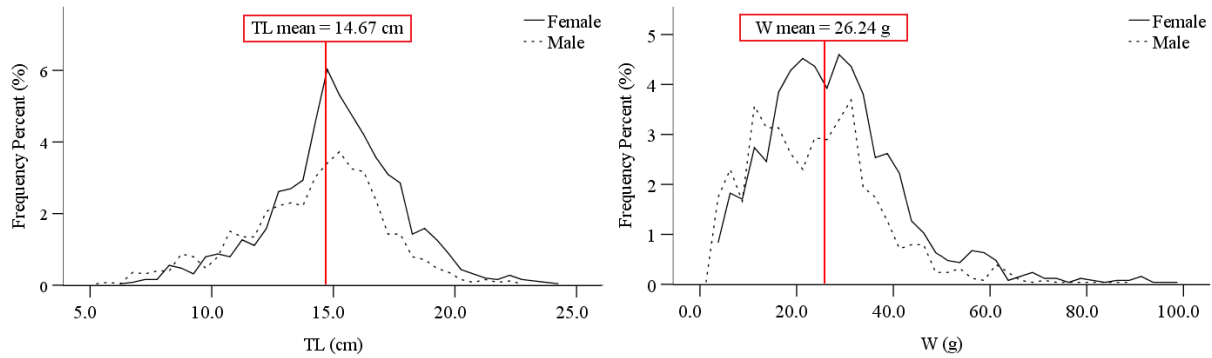 TL mean = 14.67 cm
Female
Male
Frequency Percent (%)
6
4
2
0
5.0 10.0 15.0 20.0 25.0
TL (cm)
W mean = 26.24 g
Female
Male
Frequency Percent (%)
5
4
3
2
1
0
0.0 20.0 40.0 60.0 80.0 100.0
W (g)